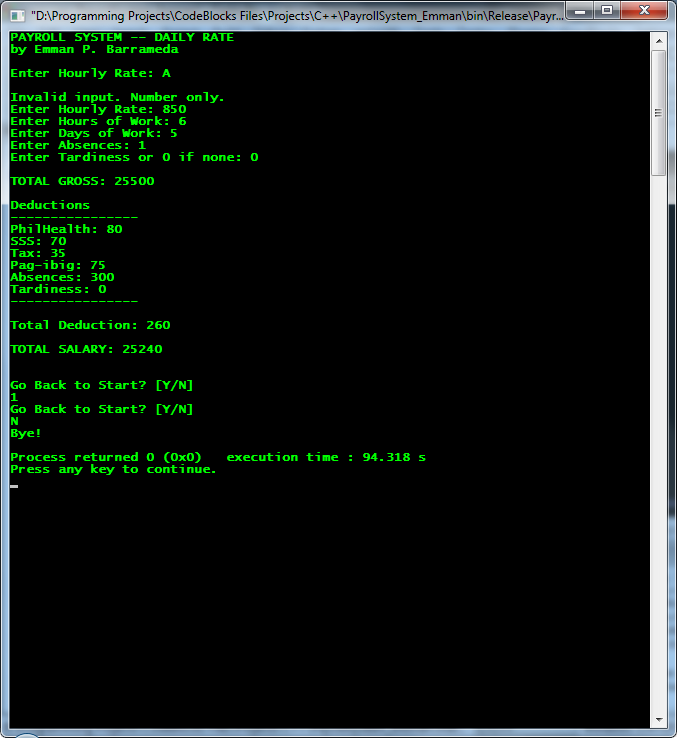 "D:\Programming Projects\CodeBlocks Files\Projects\C++\PayrollSystem_Emman\bin\Release\Payr...
PAYROLL SYSTEM -- DAILY RATE
by Emman P. Barrameda
Enter Hourly Rate: A
Invalid input. Number only.
Enter Hourly Rate: 850
Enter Hours of Work: 6
Enter Days of Work: 5
Enter Absences: 1
Enter Tardiness or 0 if none: 0
TOTAL GROSS: 25500
Deductions
----------------
PhilHealth: 80
SSS: 70
Tax: 35
Pag-ibig: 75
Absences: 300
Tardiness: 0
----------------
Total Deduction: 260
TOTAL SALARY: 25240
Go Back to Start? [Y/N]
1
Go Back to Start? [Y/N]
N
Bye!
Process returned 0 (0x0)   execution time : 94.318 s
Press any key to continue.